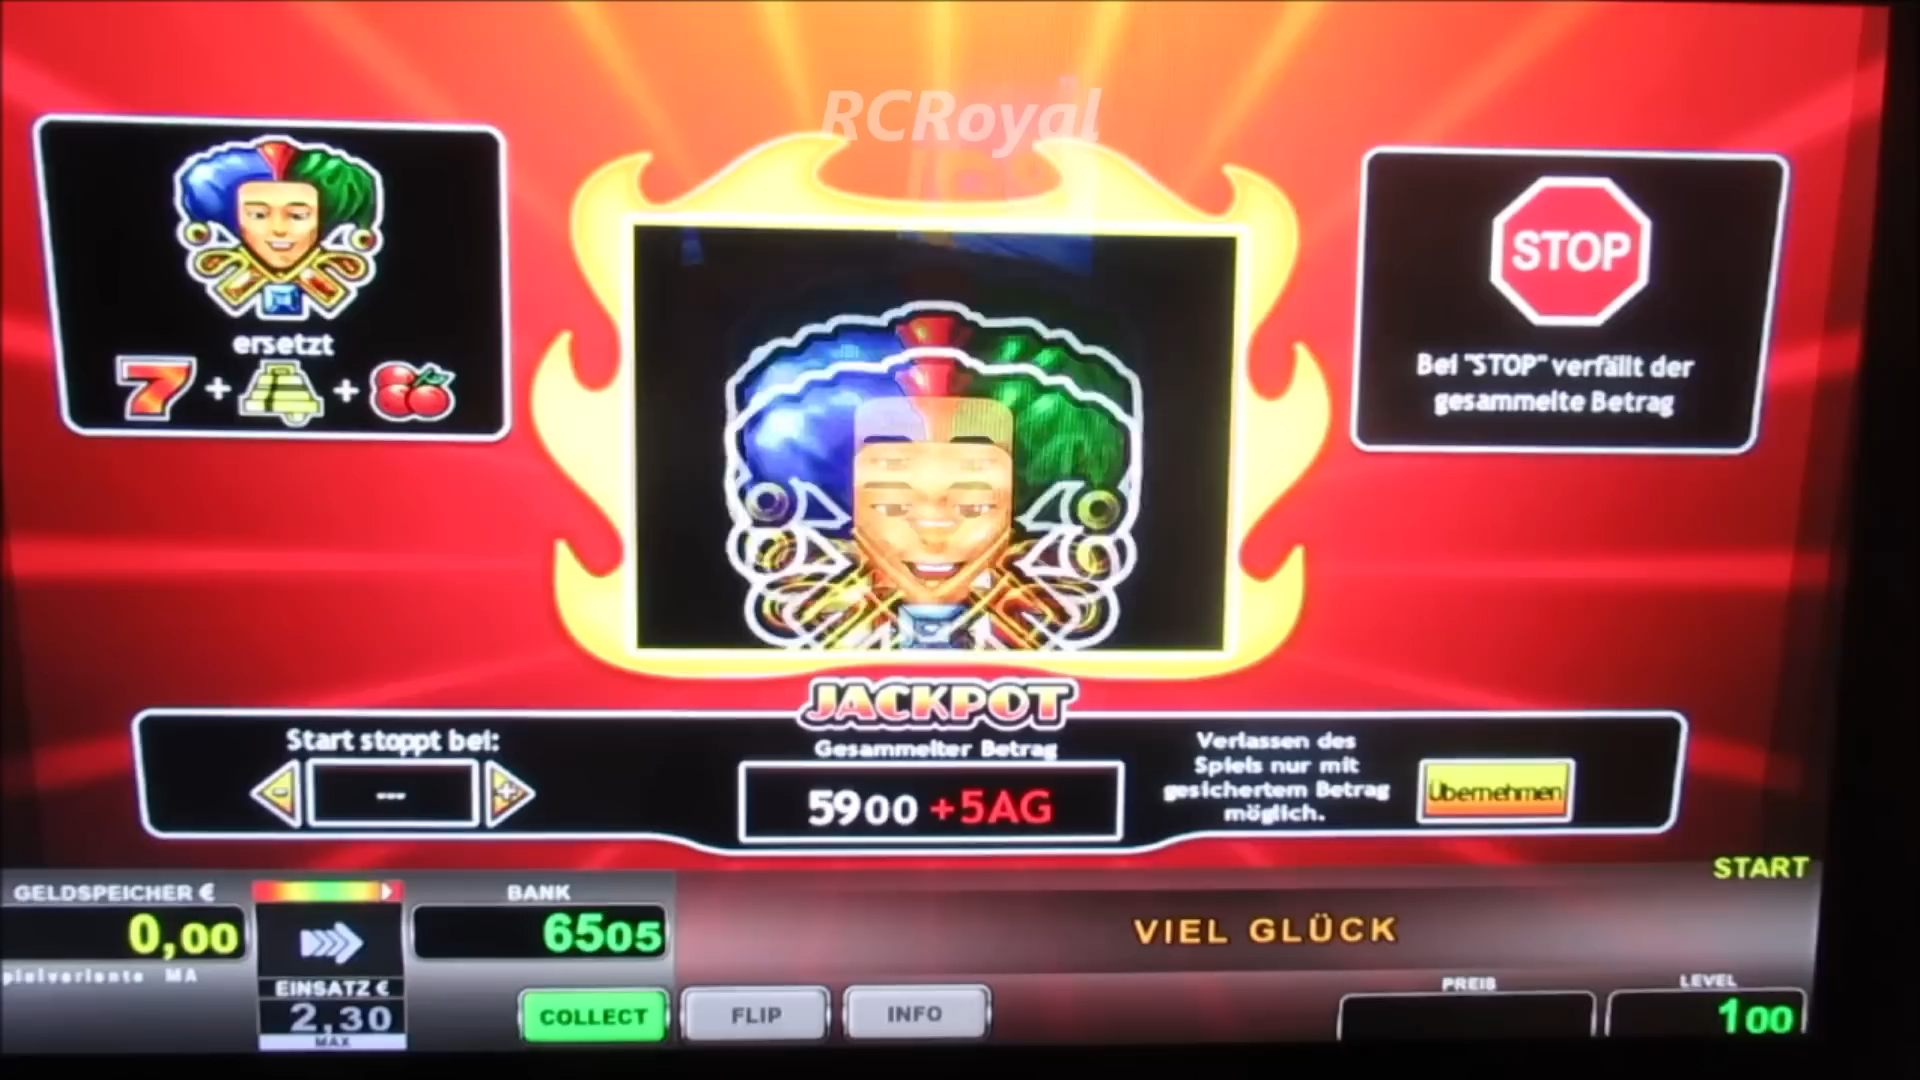 RCRoyal
ersetzt
7 + +
STOP
Bei "STOP" verfällt der
gesammelte Betrag
JACKPOT
Start stoppt bei:
- --- +
Gesammelter Betrag
5900 +5AG
Verlassen des
Spiels nur mit
gesichertem Betrag
möglich.
Übernehmen
START
GELDSPEICHER €
0,00
pielvariante MA
EINSATZ €
2,30
MAX
BANK
6505
VIEL GLÜCK
COLLECT
FLIP
INFO
PREIS
LEVEL
100